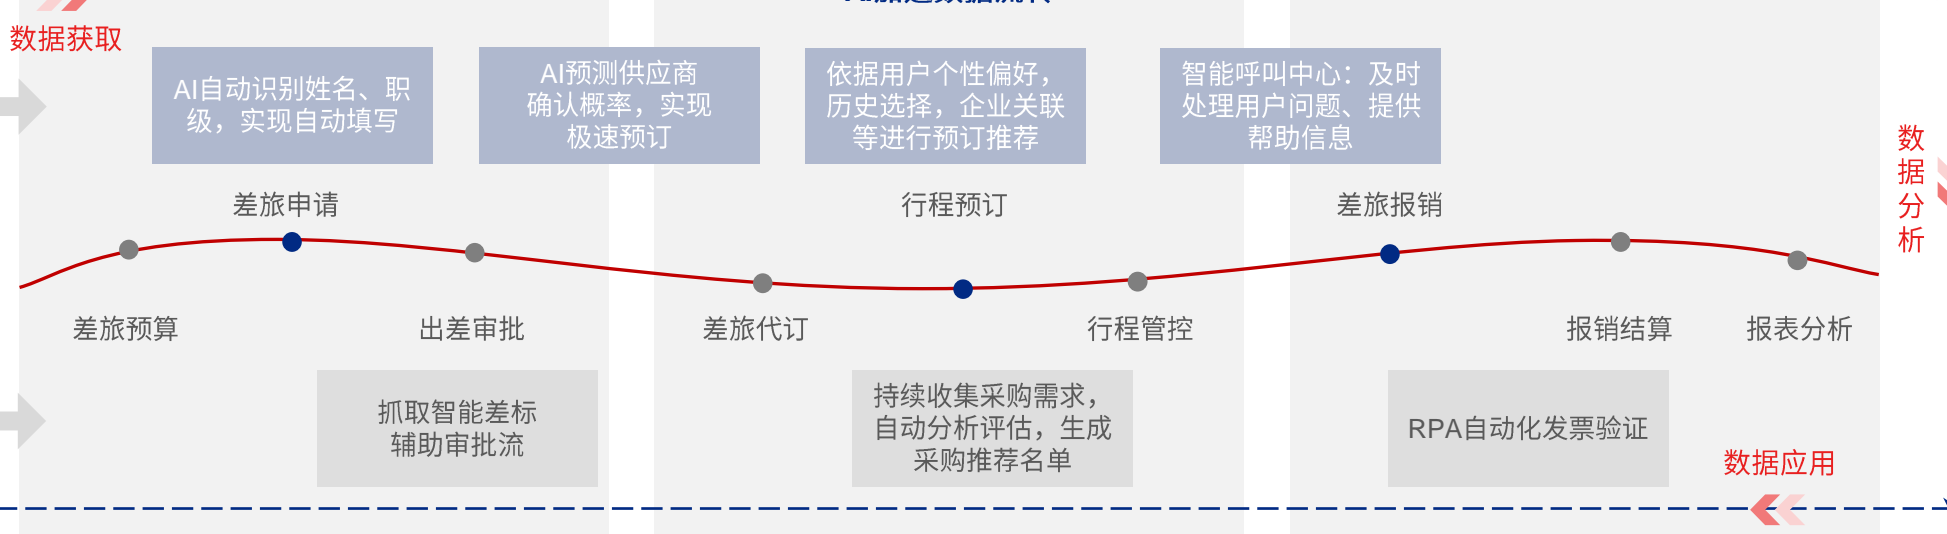 AI加速数据流转
数据获取
AI自动识别姓名、职
级，实现自动填写
AI预测供应商
确认概率，实现
极速预订
依据用户个性偏好，
历史选择，企业关联
等进行预订推荐
智能呼叫中心：及时
处理用户问题、提供
帮助信息
数据分析
差旅申请
行程预订
差旅报销
差旅预算
出差审批
差旅代订
行程管控
报销结算
报表分析
抓取智能差标
辅助审批流
持续收集采购需求，
自动分析评估，生成
采购推荐名单
RPA自动化发票验证
数据应用